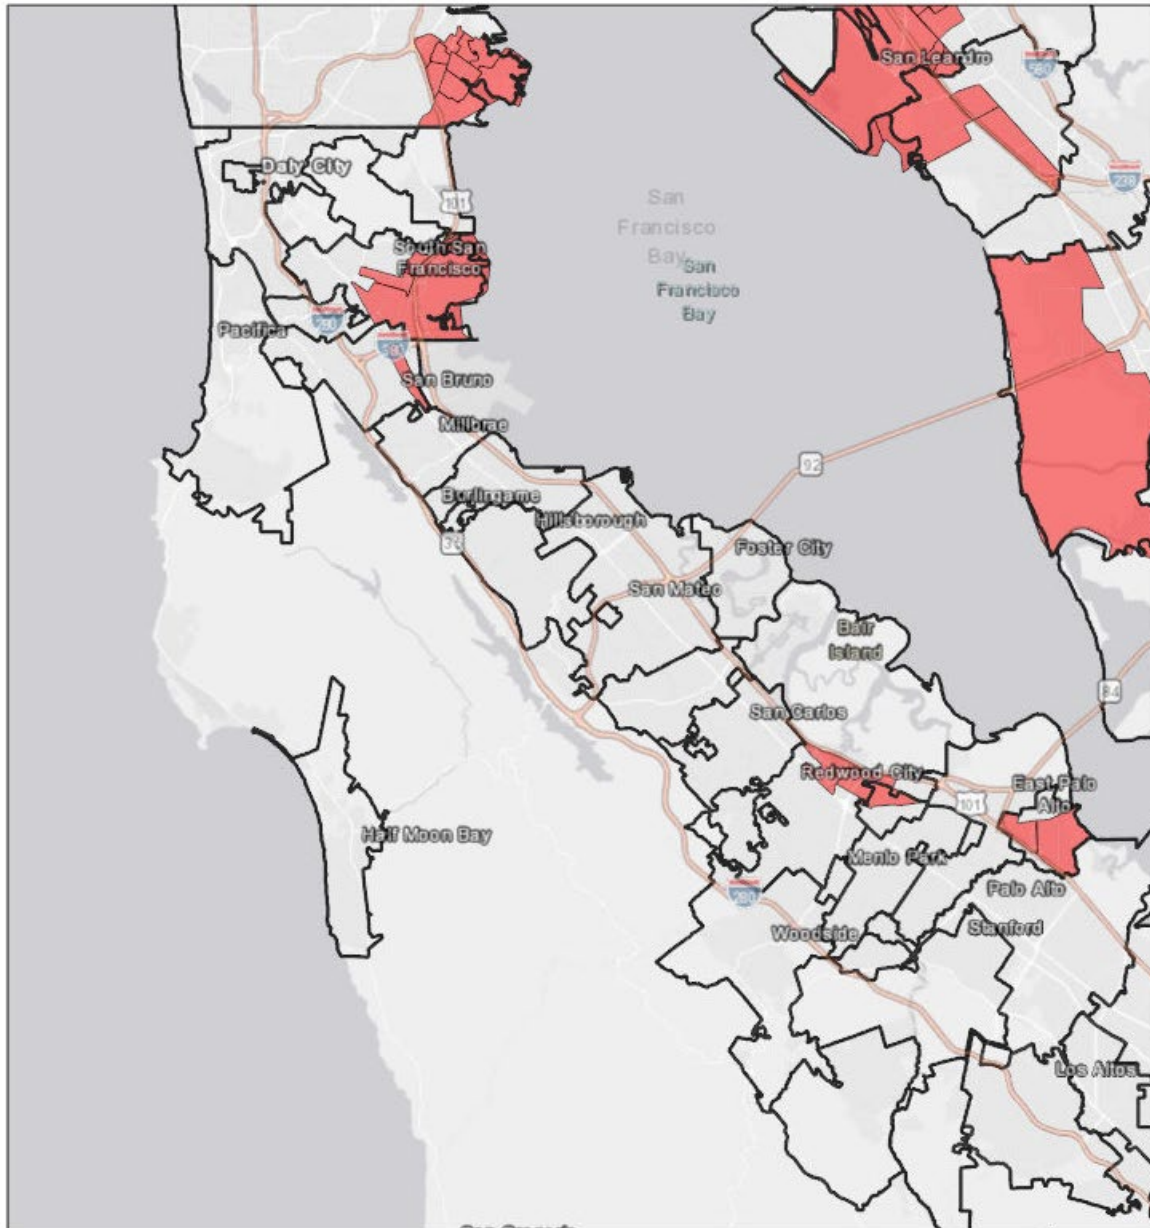 San Leandro
580
Daly City
238
101
San
Francisco
Bay
South San
Francisco
San
Francisco
Bay
280
Pacifica
San Bruno
Millbrae
92
Burlingame
Hillsborough
35
Foster City
San Mateo
Bair
Island
84
San Carlos
Redwood City
East Palo
Alto
101
Half Moon Bay
Menlo Park
Palo Alto
280
Stanford
Woodside
Los Altos